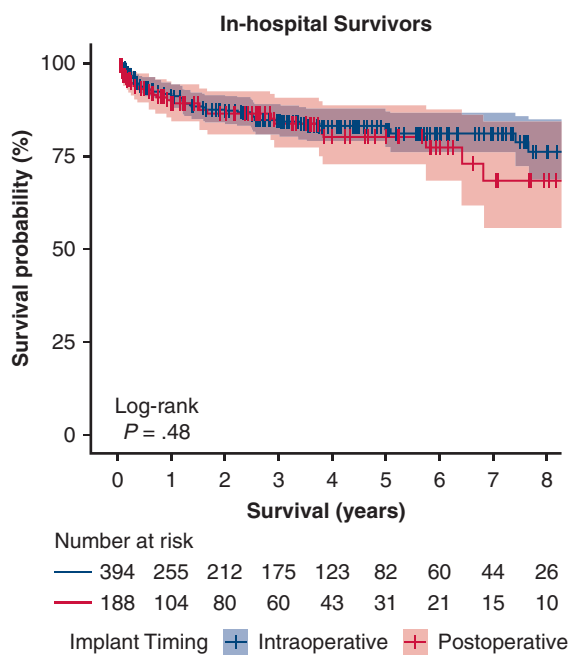 In-hospital Survivors
Survival probability (%)
100
75
50
25
0
Log-rank
P = .48
0 1 2 3 4 5 6 7 8
Survival (years)
Number at risk
394 255 212 175 123 82 60 44 26
188 104 80 60 43 31 21 15 10
Implant Timing Intraoperative Postoperative